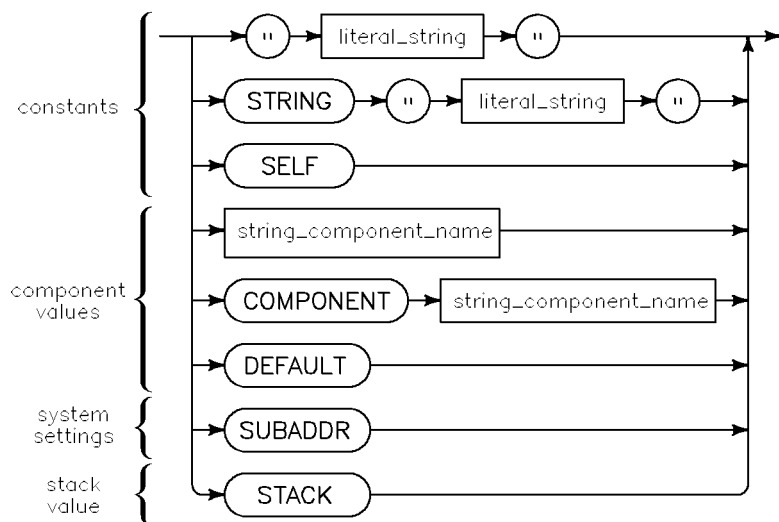 " literal_string "
STRING " literal_string "
constants
SELF
string_component_name
component
values
COMPONENT string_component_name
DEFAULT
system
settings
SUBADDR
stack
value
STACK